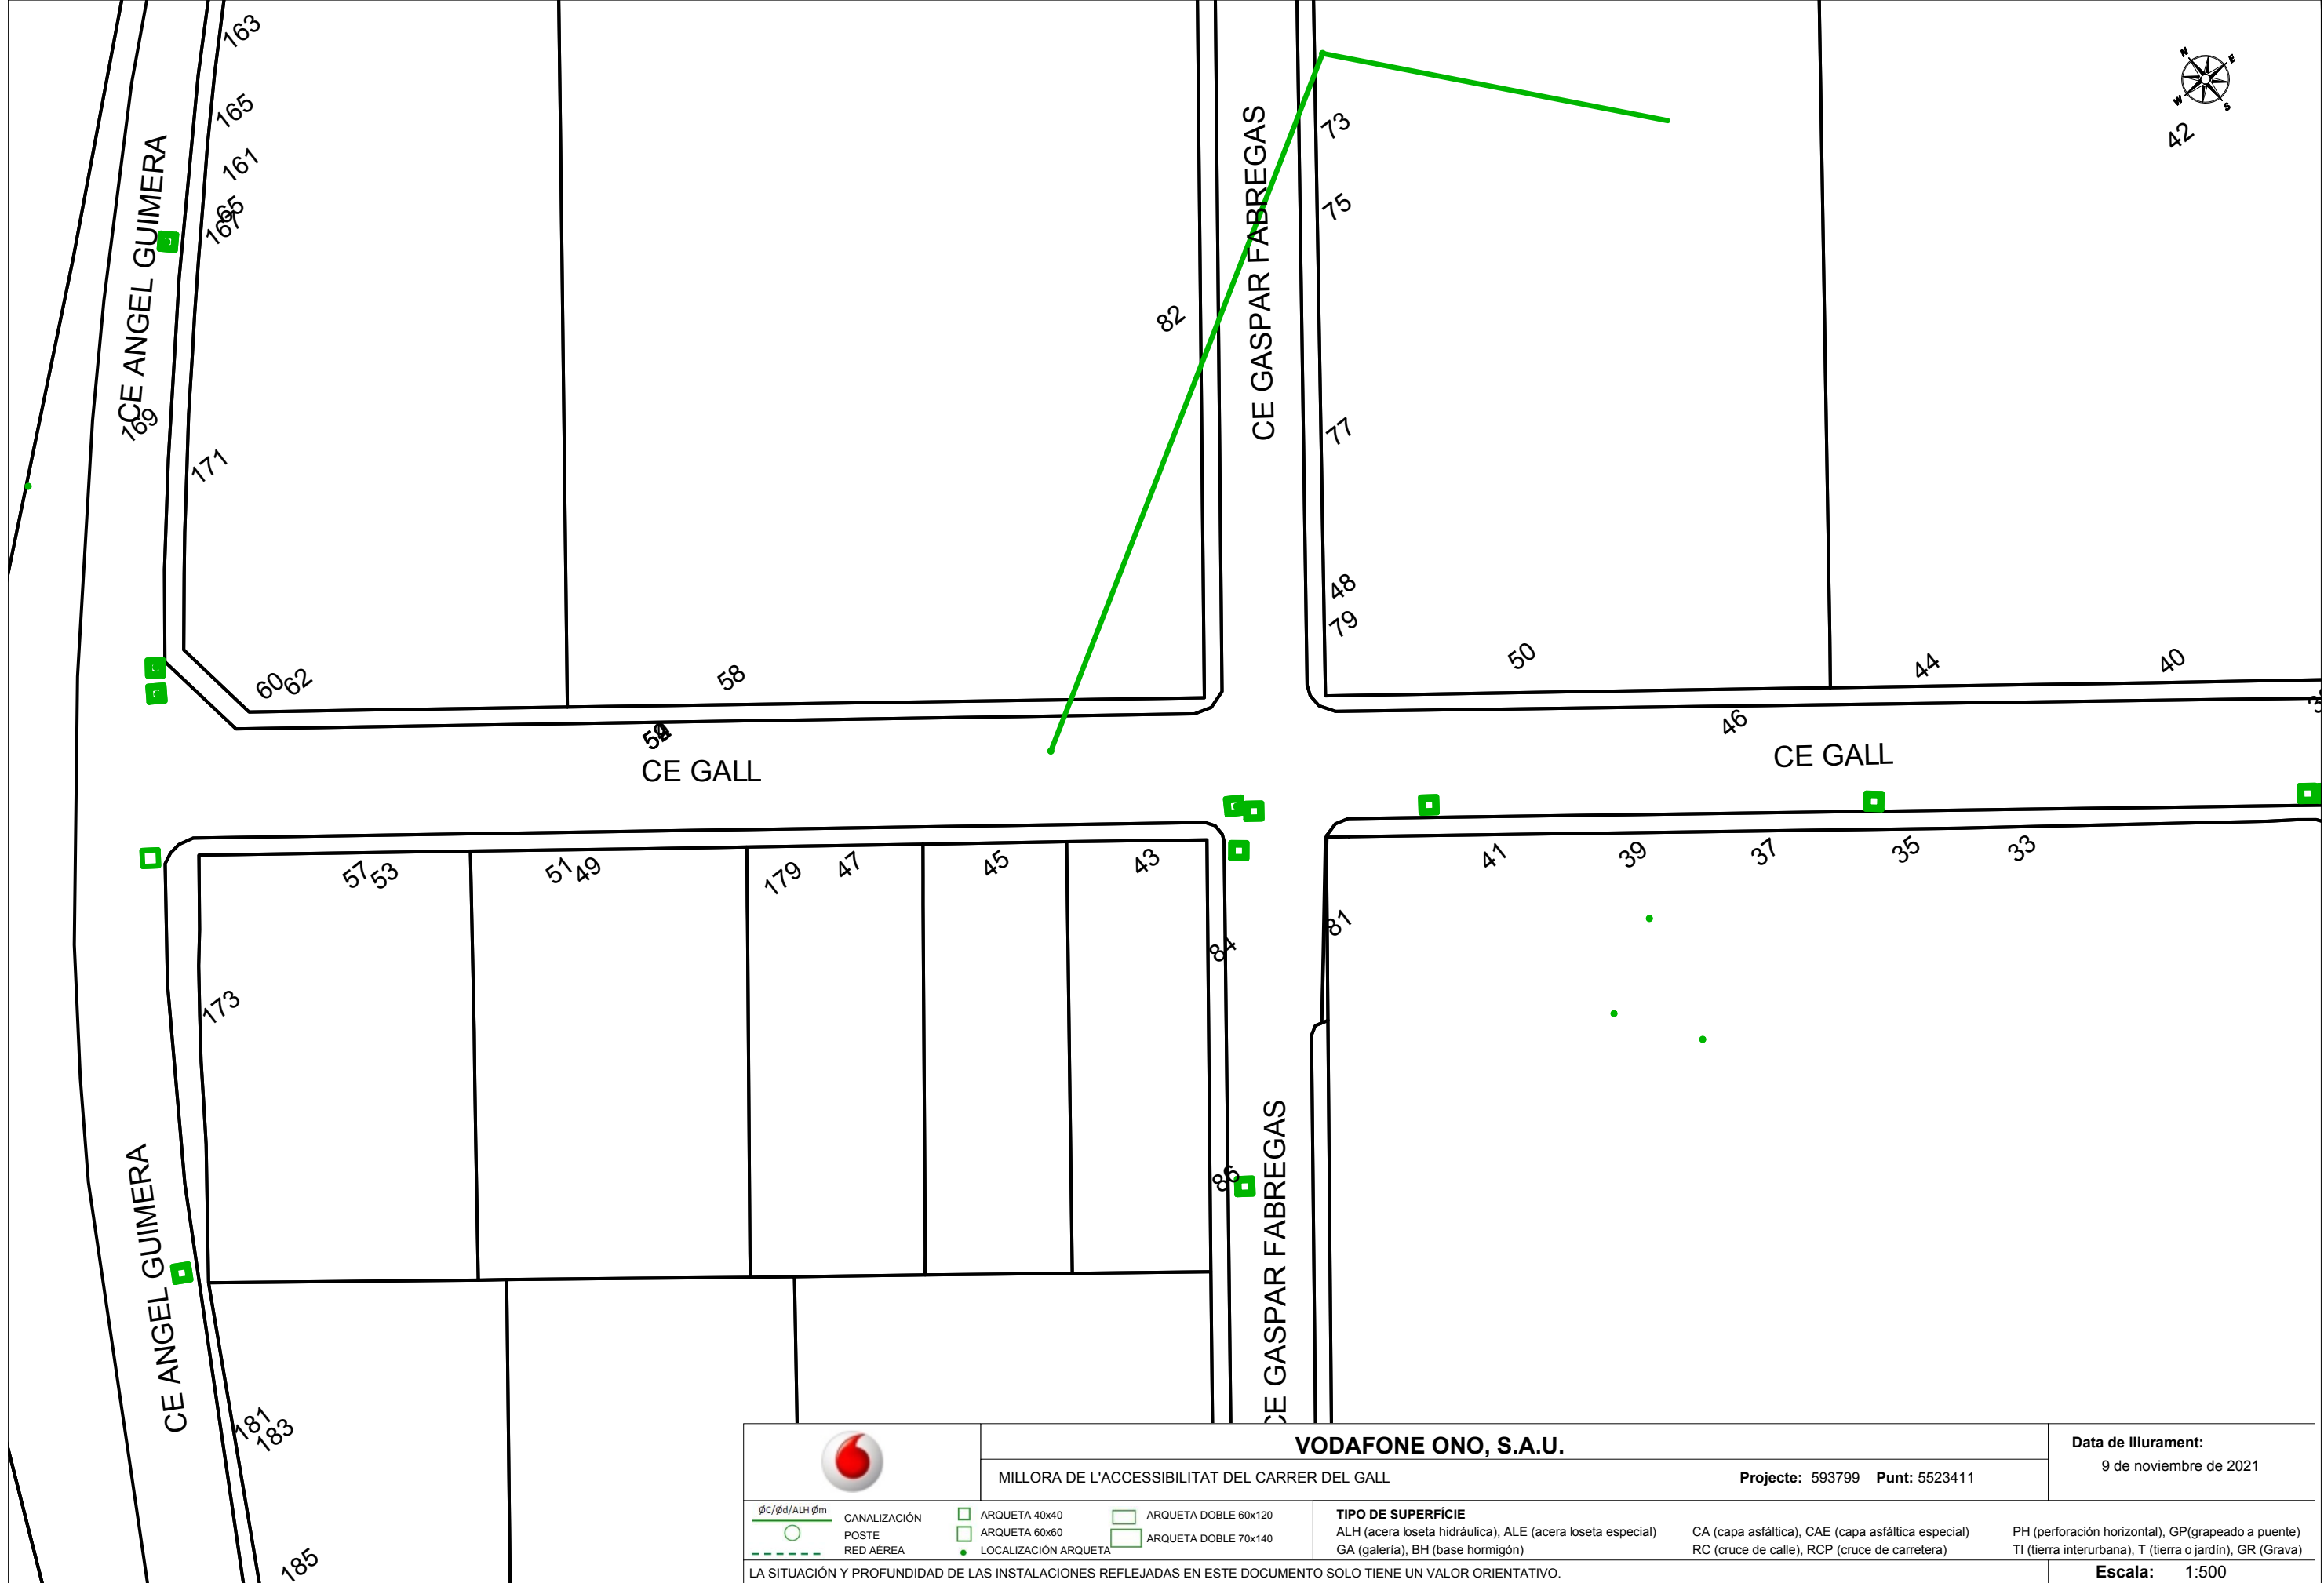 163
165
161
165
167
CE ANGEL GUIMERA
169
171
60
62
58
CE GALL
82
CE GASPAR FABREGAS
73
75
77
48
79
50
46
44
40
42
N
E
S
W
CE GALL
57
53
51
49
179
47
45
43
41
39
37
35
33
84
81
86
173
CE ANGEL GUIMERA
CE GASPAR FABREGAS
181
183
185
VODAFONE ONO, S.A.U.
MILLORA DE L'ACCESSIBILITAT DEL CARRER DEL GALL
Projecte: 593799 Punt: 5523411
Data de lliurament:
9 de noviembre de 2021
ØC/Ød/ALH Øm CANALIZACIÓN
POSTE
RED AÉREA
ARQUETA 40x40
ARQUETA 60x60
LOCALIZACIÓN ARQUETA
ARQUETA DOBLE 60x120
ARQUETA DOBLE 70x140
TIPO DE SUPERFÍCIE
ALH (acera loseta hidráulica), ALE (acera loseta especial)
GA (galería), BH (base hormigón)
CA (capa asfáltica), CAE (capa asfáltica especial)
RC (cruce de calle), RCP (cruce de carretera)
PH (perforación horizontal), GP(grapeado a puente)
TI (tierra interurbana), T (tierra o jardín), GR (Grava)
LA SITUACIÓN Y PROFUNDIDAD DE LAS INSTALACIONES REFLEJADAS EN ESTE DOCUMENTO SOLO TIENE UN VALOR ORIENTATIVO.
Escala: 1:500